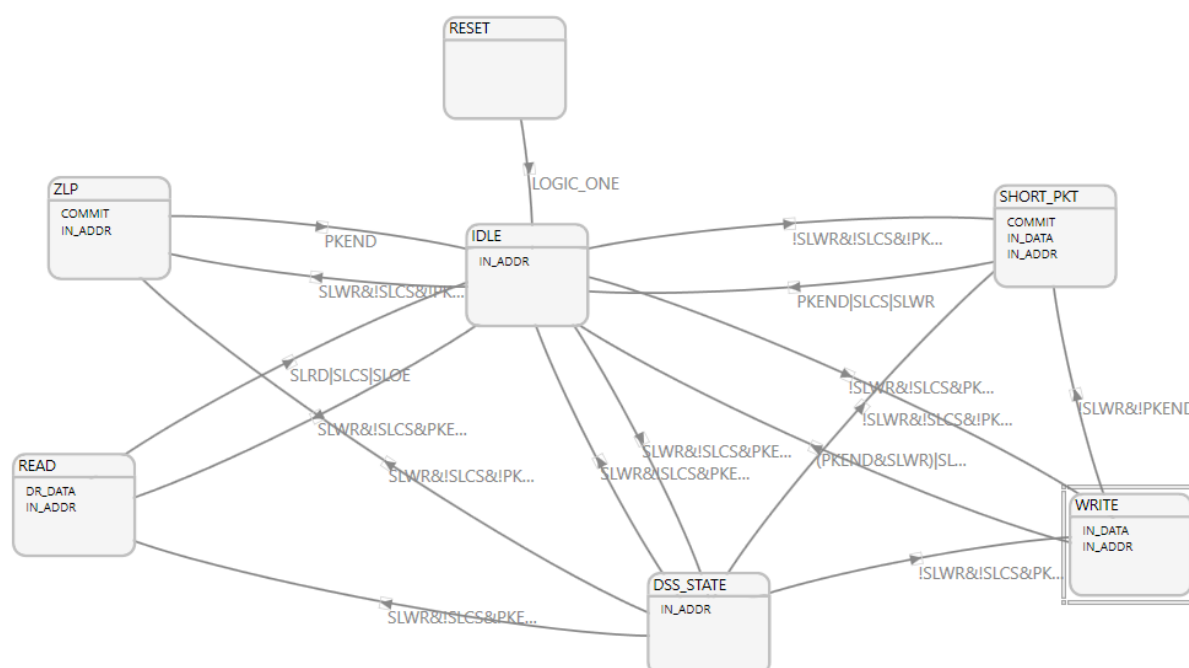 RESET
LOGIC_ONE
ZLP
COMMIT
IN_ADDR
PKEND
IDLE
IN_ADDR
SHORT_PKT
COMMIT
IN_DATA
IN_ADDR
!SLWR&!SLCS&!PK...
SLWR&!SLCS&!PK...
PKEND|SLCS|SLWR
SLRD|SLCS|SLOE
!SLWR&!SLCS&PK...
!SLWR&!PKEND
SLWR&!SLCS&PKE...
!SLWR&!SLCS&!PK...
SLWR&!SLCS&PKE...
(PKEND&SLWR)|SL...
READ
DR_DATA
IN_ADDR
SLWR&!SLCS&!PK...
SLWR&!SLCS&PKE...
WRITE
IN_DATA
IN_ADDR
DSS_STATE
IN_ADDR
!SLWR&!SLCS&PK...
SLWR&!SLCS&PKE...